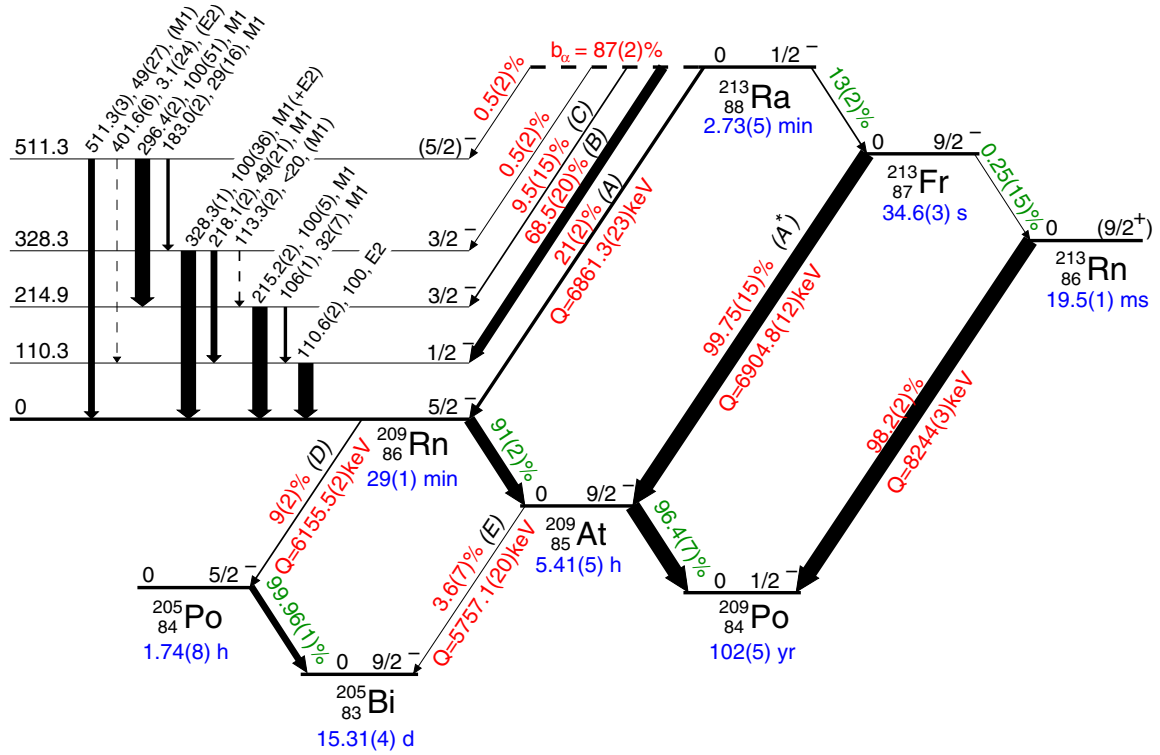 511.3(3), 49(27), (M1)
401.6(6), 3.1(24), (E2)
296.4(2), 100(51), M1
183.0(2), 29(16), M1
328.3(1), 100(36), M1(+E2)
218.1(2), 49(21), M1
113.3(2), <20, (M1)
215.2(2), 100(5), M1
106(1), 32(7), M1
110.6(2), 100, E2
511.3 (5/2)⁻
328.3 3/2⁻
214.9 3/2⁻
110.3 1/2⁻
0 5/2⁻
²⁰⁹₈₆Rn
29(1) min
bα = 87(2)%
0.5(2)%
0.5(2)%
9.5(15)% (C)
68.5(20)% (B)
21(2)% (A)
Q=6861.3(23)keV
0 1/2⁻
²¹³₈₈Ra
2.73(5) min
13(2)%
0 9/2⁻
²¹³₈₇Fr
34.6(3) s
0.25(15)%
0 (9/2⁺)
²¹³₈₆Rn
19.5(1) ms
99.75(15)% (A*)
Q=6904.8(12)keV
98.2(2)%
Q=8244(3)keV
91(2)%
0 9/2⁻
²⁰⁹₈₅At
5.41(5) h
96.4(7)%
0 1/2⁻
²⁰⁹₈₄Po
102(5) yr
9(2)% (D)
Q=6155.5(2)keV
0 5/2⁻
²⁰⁵₈₄Po
1.74(8) h
99.96(1)%
3.6(7)% (E)
Q=5757.1(20)keV
0 9/2⁻
²⁰⁵₈₃Bi
15.31(4) d